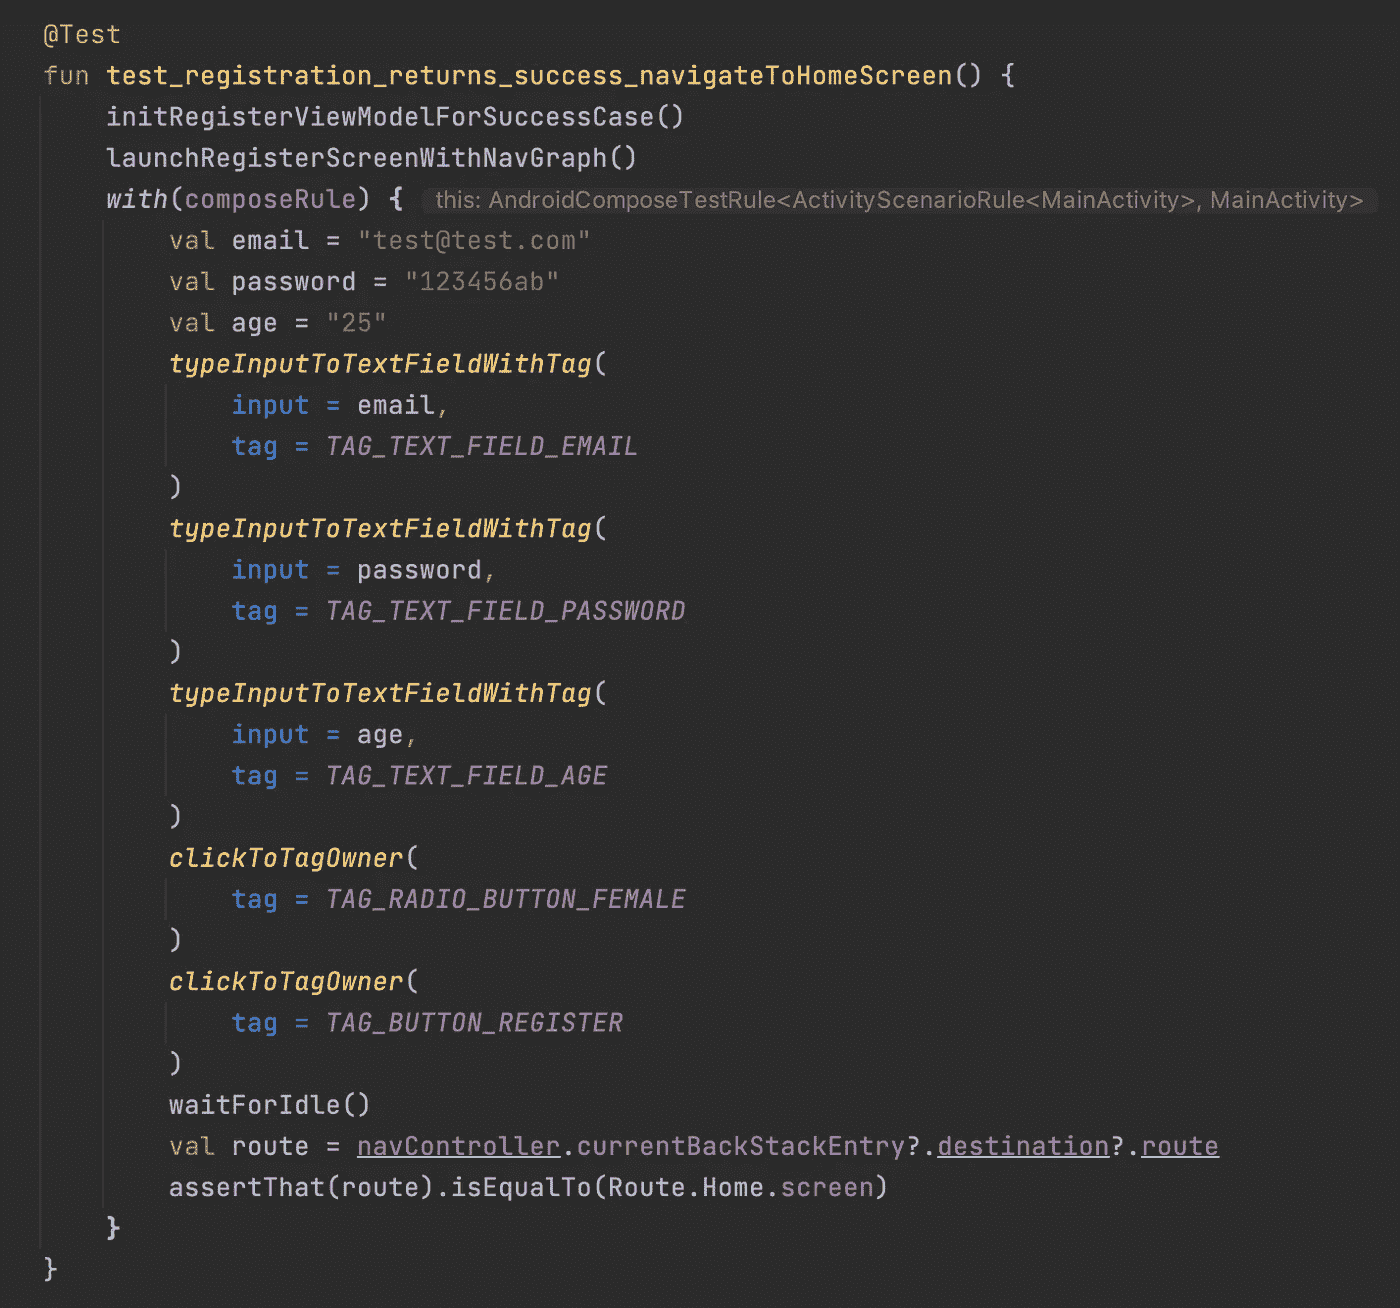 @Test
fun test_registration_returns_success_navigateToHomeScreen() {
initRegisterViewModelForSuccessCase()
launchRegisterScreenWithNavGraph()
with(composeRule) { this: AndroidComposeTestRule<ActivityScenarioRule<MainActivity>, MainActivity>
val email = "test@test.com"
val password = "123456ab"
val age = "25"
typeInputToTextFieldWithTag(
input = email,
tag = TAG_TEXT_FIELD_EMAIL
)
typeInputToTextFieldWithTag(
input = password,
tag = TAG_TEXT_FIELD_PASSWORD
)
typeInputToTextFieldWithTag(
input = age,
tag = TAG_TEXT_FIELD_AGE
)
clickToTagOwner(
tag = TAG_RADIO_BUTTON_FEMALE
)
clickToTagOwner(
tag = TAG_BUTTON_REGISTER
)
waitForIdle()
val route = navController.currentBackStackEntry?.destination?.route
assertThat(route).isEqualTo(Route.Home.screen)
}
}